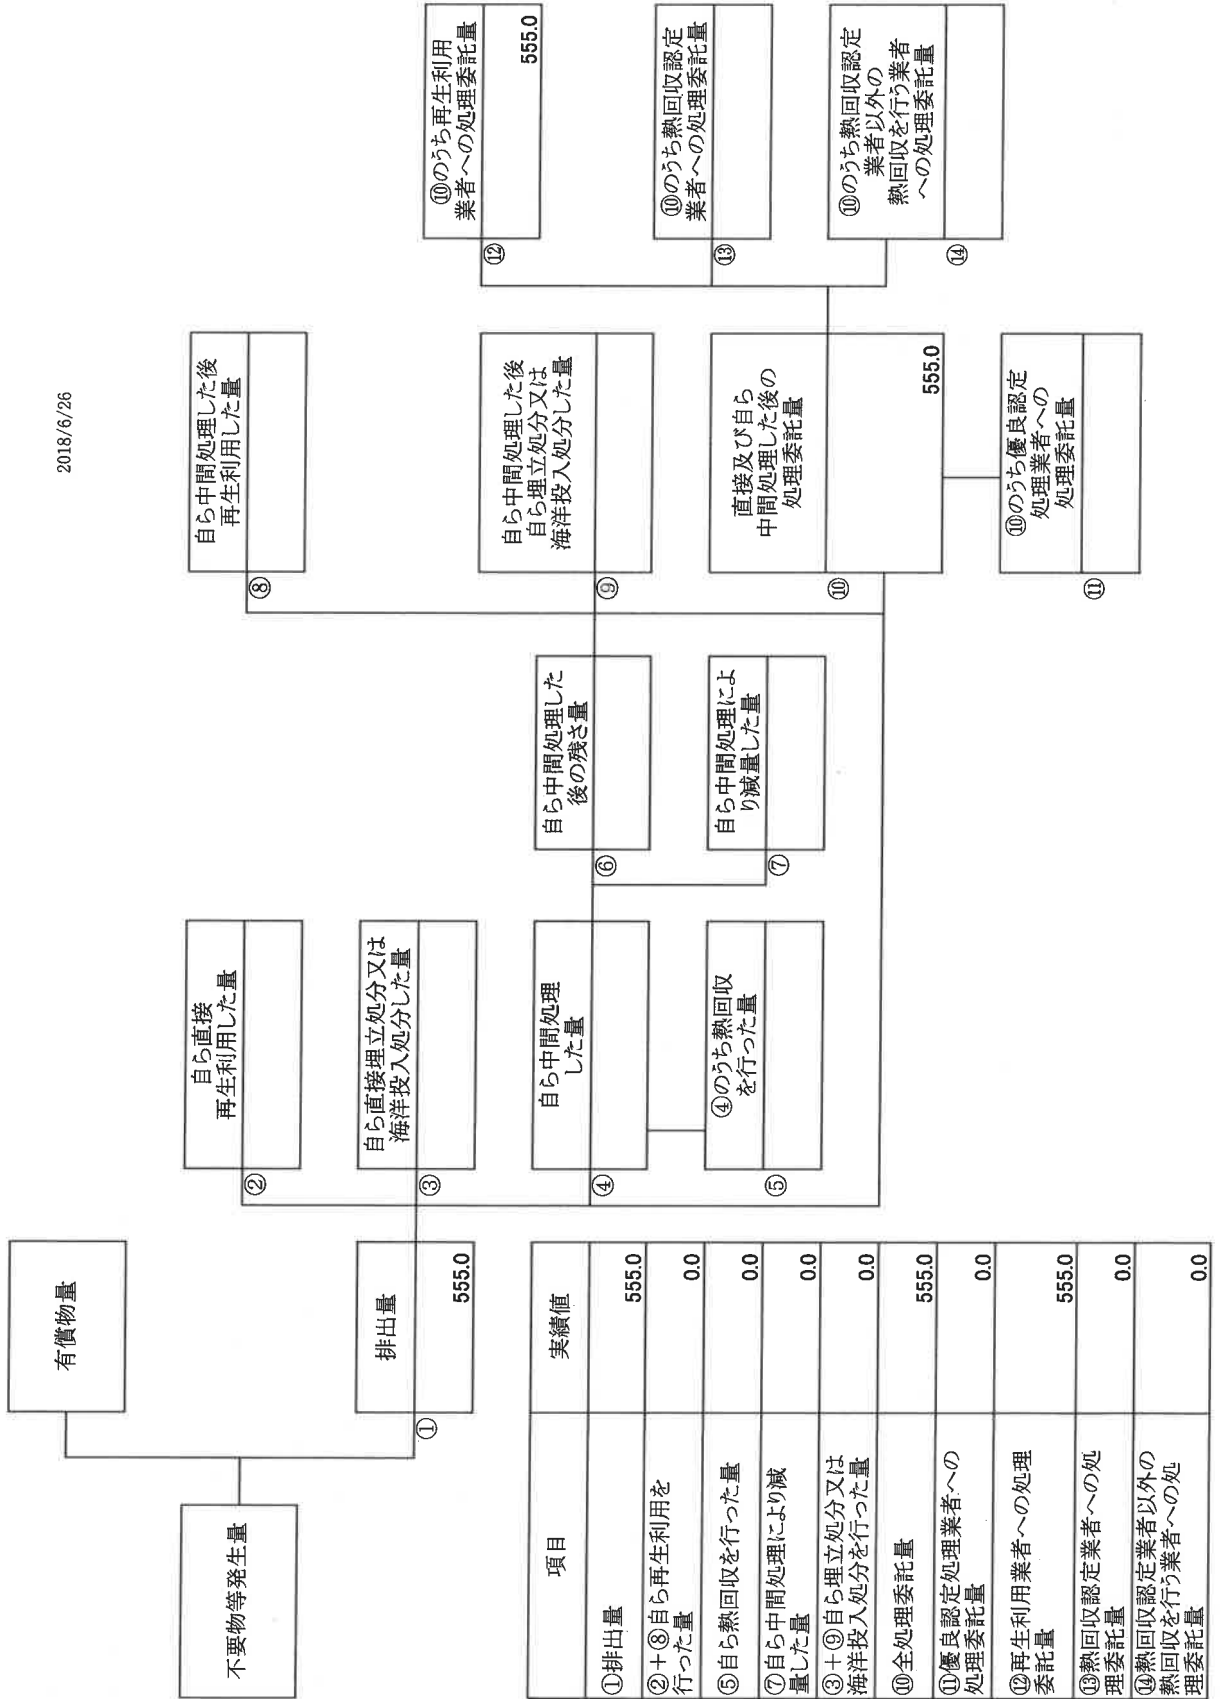 2018/6/26
有償物量
不要物等発生量
排出量
①
555.0
自ら直接
再生利用した量
②
自ら直接埋立処分又は
海洋投入処分した量
③
自ら中間処理
した量
④
④のうち熱回収
を行った量
⑤
自ら中間処理した
後の残さ量
⑥
自ら中間処理によ
り減量した量
⑦
自ら中間処理した後
再生利用した量
⑧
自ら中間処理した後
自ら埋立処分又は
海洋投入処分した量
⑨
直接及び自ら
中間処理した後の
処理委託量
⑩
555.0
⑩のうち優良認定
処理業者への
処理委託量
⑪
⑩のうち再生利用
業者への処理委託量
⑫
555.0
⑩のうち熱回収認定
業者への処理委託量
⑬
⑩のうち熱回収認定
業者以外の
熱回収を行う業者
への処理委託量
⑭
項目 実績値
①排出量 555.0
②+⑧自ら再生利用を
行った量 0.0
⑤自ら熱回収を行った量 0.0
⑦自ら中間処理により減
量した量 0.0
③+⑨自ら埋立処分又は
海洋投入処分を行った量 0.0
⑩全処理委託量 555.0
⑪優良認定処理業者への
処理委託量 0.0
⑫再生利用業者への処理
委託量 555.0
⑬熱回収認定業者への処
理委託量 0.0
⑭熱回収認定業者以外の
熱回収を行う業者への処
理委託量 0.0